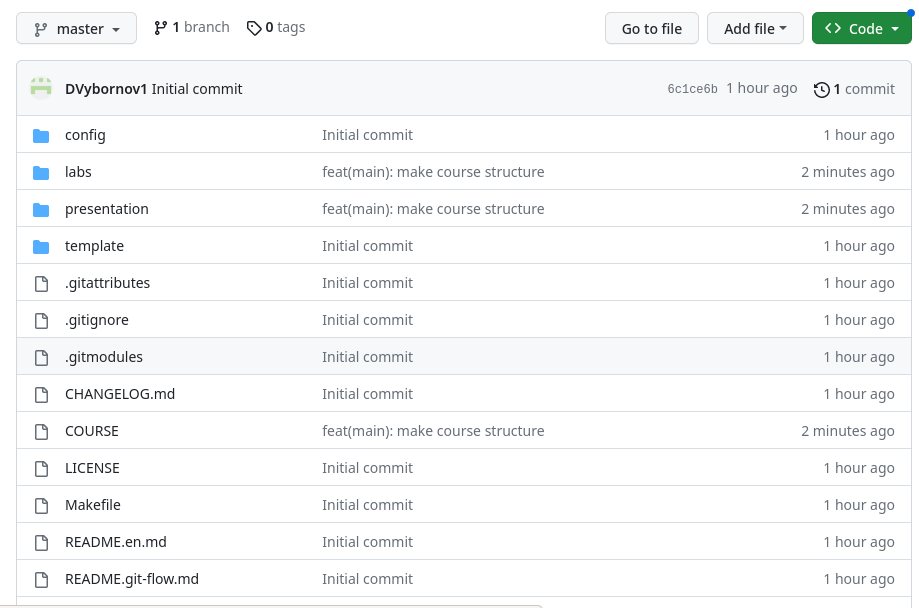 master 1 branch 0 tags Go to file Add file Code
DVybornov1 Initial commit 6c1ce6b 1 hour ago 1 commit
config Initial commit 1 hour ago
labs feat(main): make course structure 2 minutes ago
presentation feat(main): make course structure 2 minutes ago
template Initial commit 1 hour ago
.gitattributes Initial commit 1 hour ago
.gitignore Initial commit 1 hour ago
.gitmodules Initial commit 1 hour ago
CHANGELOG.md Initial commit 1 hour ago
COURSE feat(main): make course structure 2 minutes ago
LICENSE Initial commit 1 hour ago
Makefile Initial commit 1 hour ago
README.en.md Initial commit 1 hour ago
README.git-flow.md Initial commit 1 hour ago